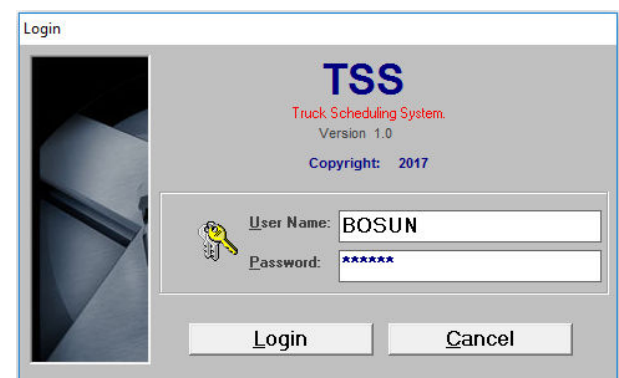 Login
TSS
Truck Scheduling System.
Version 1.0
Copyright: 2017
User Name: BOSUN
Password: ******
Login Cancel